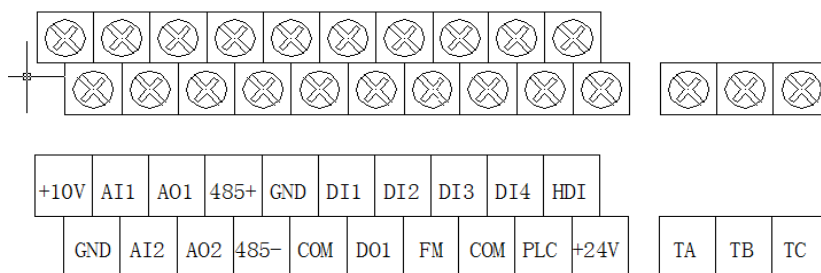 +10V AI1 AO1 485+ GND DI1 DI2 DI3 DI4 HDI
GND AI2 AO2 485- COM DO1 FM COM PLC +24V TA TB TC